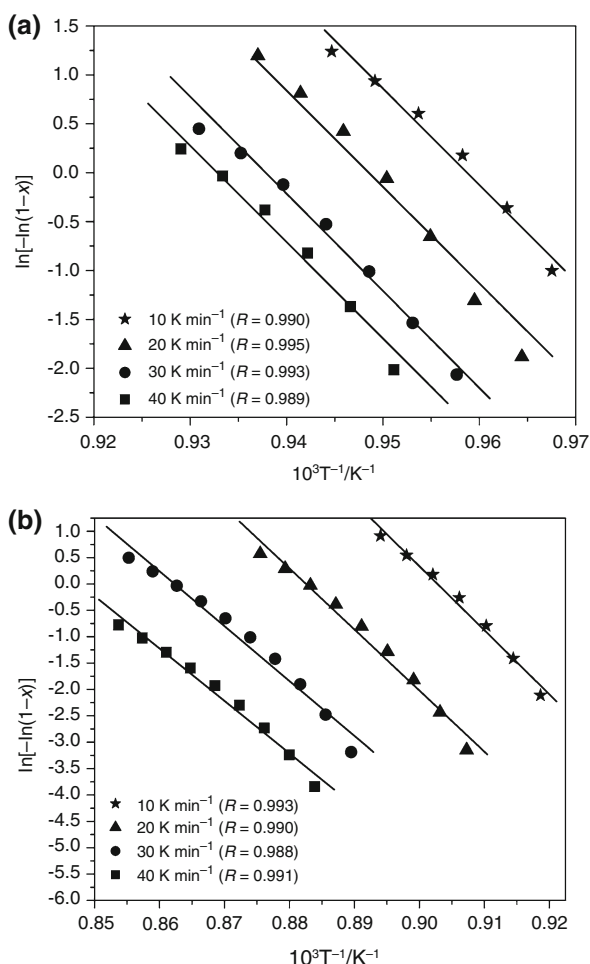 (a)
1.5
1.0
0.5
0.0
-0.5
-1.0
-1.5
-2.0
-2.5
ln[–ln(1–x)]
10 K min⁻¹ (R = 0.990)
20 K min⁻¹ (R = 0.995)
30 K min⁻¹ (R = 0.993)
40 K min⁻¹ (R = 0.989)
0.92 0.93 0.94 0.95 0.96 0.97
10³T⁻¹/K⁻¹
(b)
1.0
0.5
0.0
-0.5
-1.0
-1.5
-2.0
-2.5
-3.0
-3.5
-4.0
-4.5
-5.0
-5.5
-6.0
ln[–ln(1–x)]
10 K min⁻¹ (R = 0.993)
20 K min⁻¹ (R = 0.990)
30 K min⁻¹ (R = 0.988)
40 K min⁻¹ (R = 0.991)
0.85 0.86 0.87 0.88 0.89 0.90 0.91 0.92
10³T⁻¹/K⁻¹